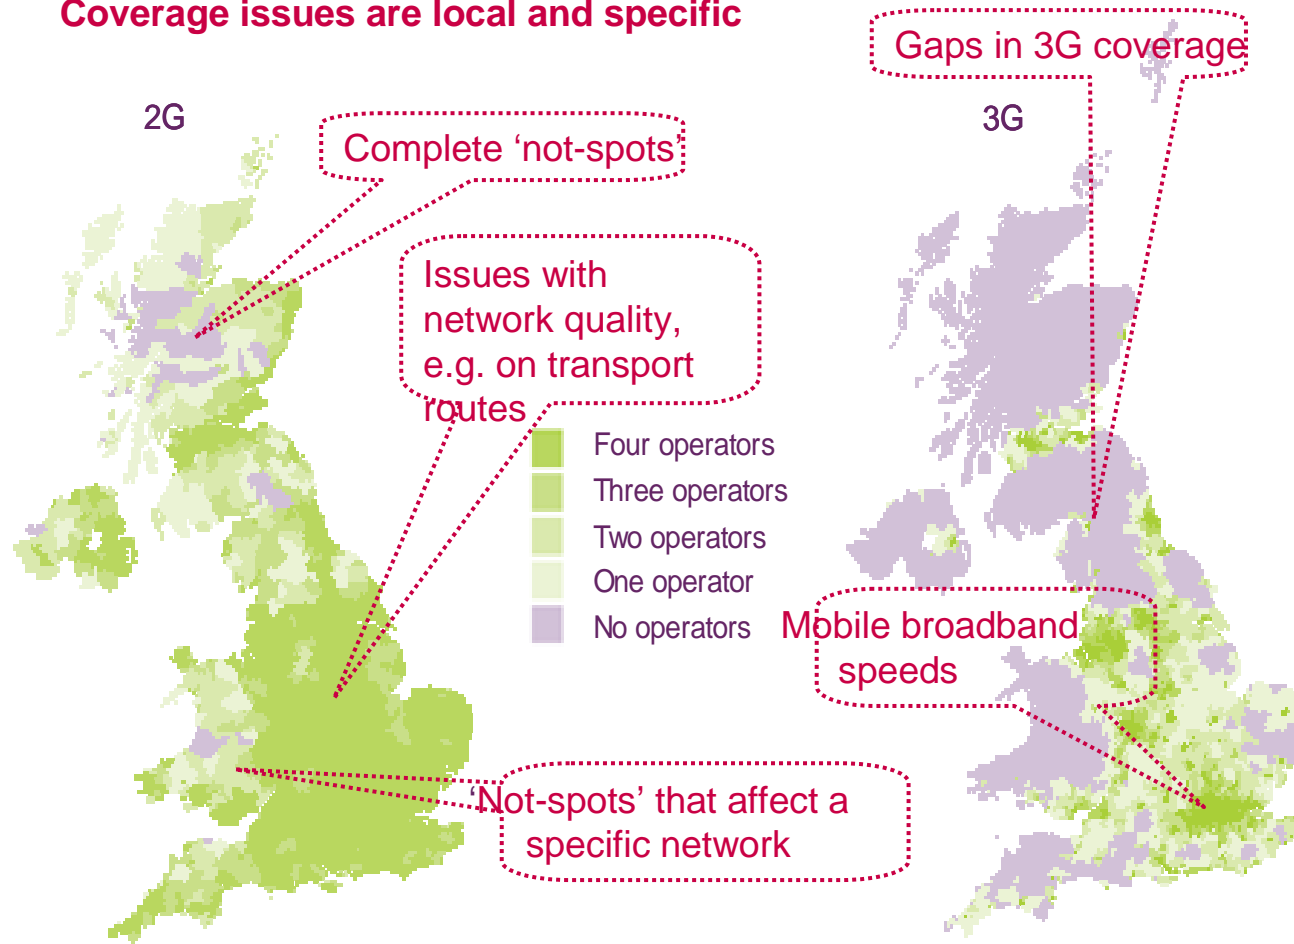 Coverage issues are local and specific
Gaps in 3G coverage
2G
3G
Complete ‘not-spots’
Issues with
network quality,
e.g. on transport
routes
Four operators
Three operators
Two operators
One operator
No operators
Mobile broadband
speeds
‘Not-spots’ that affect a
specific network